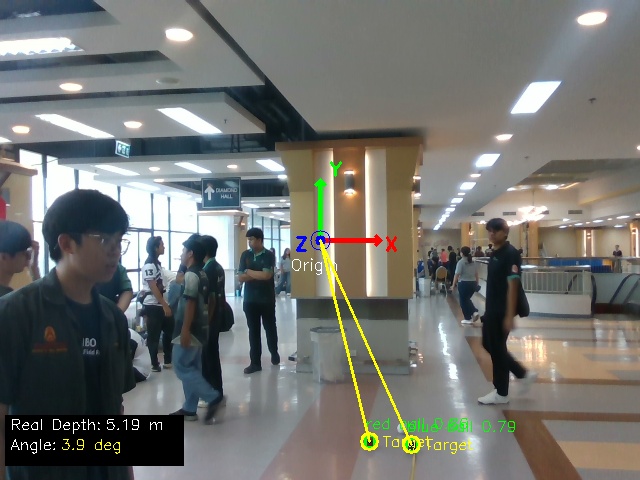 DIAMOND
HALL
Y
Z
X
Origin
13
Real Depth: 5.19 m
Angle: 3.9 deg
0.79
Target
Target